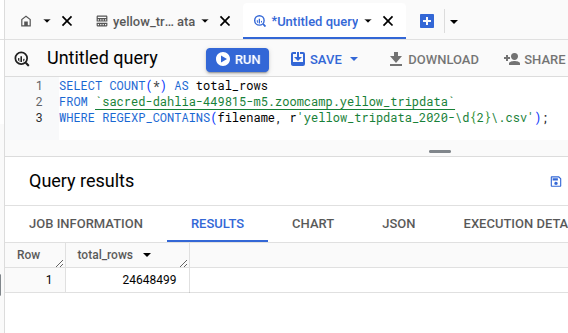 yellow_tr... ata
*Untitled query
Untitled query
RUN
SAVE
DOWNLOAD
SHARE
1 SELECT COUNT(*) AS total_rows
2 FROM `sacred-dahlia-449815-m5.zoomcamp.yellow_tripdata`
3 WHERE REGEXP_CONTAINS(filename, r'yellow_tripdata_2020-\d{2}\.csv');
Query results
JOB INFORMATION RESULTS CHART JSON EXECUTION DETA
Row total_rows
1 24648499